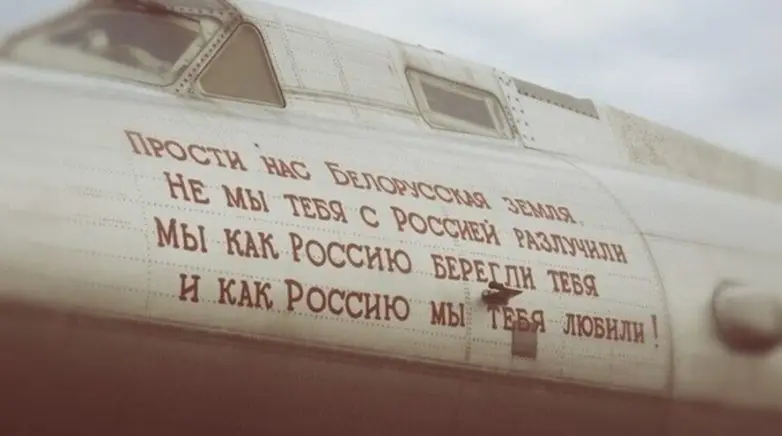 Прости нас Белорусская земля,
Не мы тебя с Россией разлучили
Мы как Россию берегли тебя
И как Россию мы тебя любили!